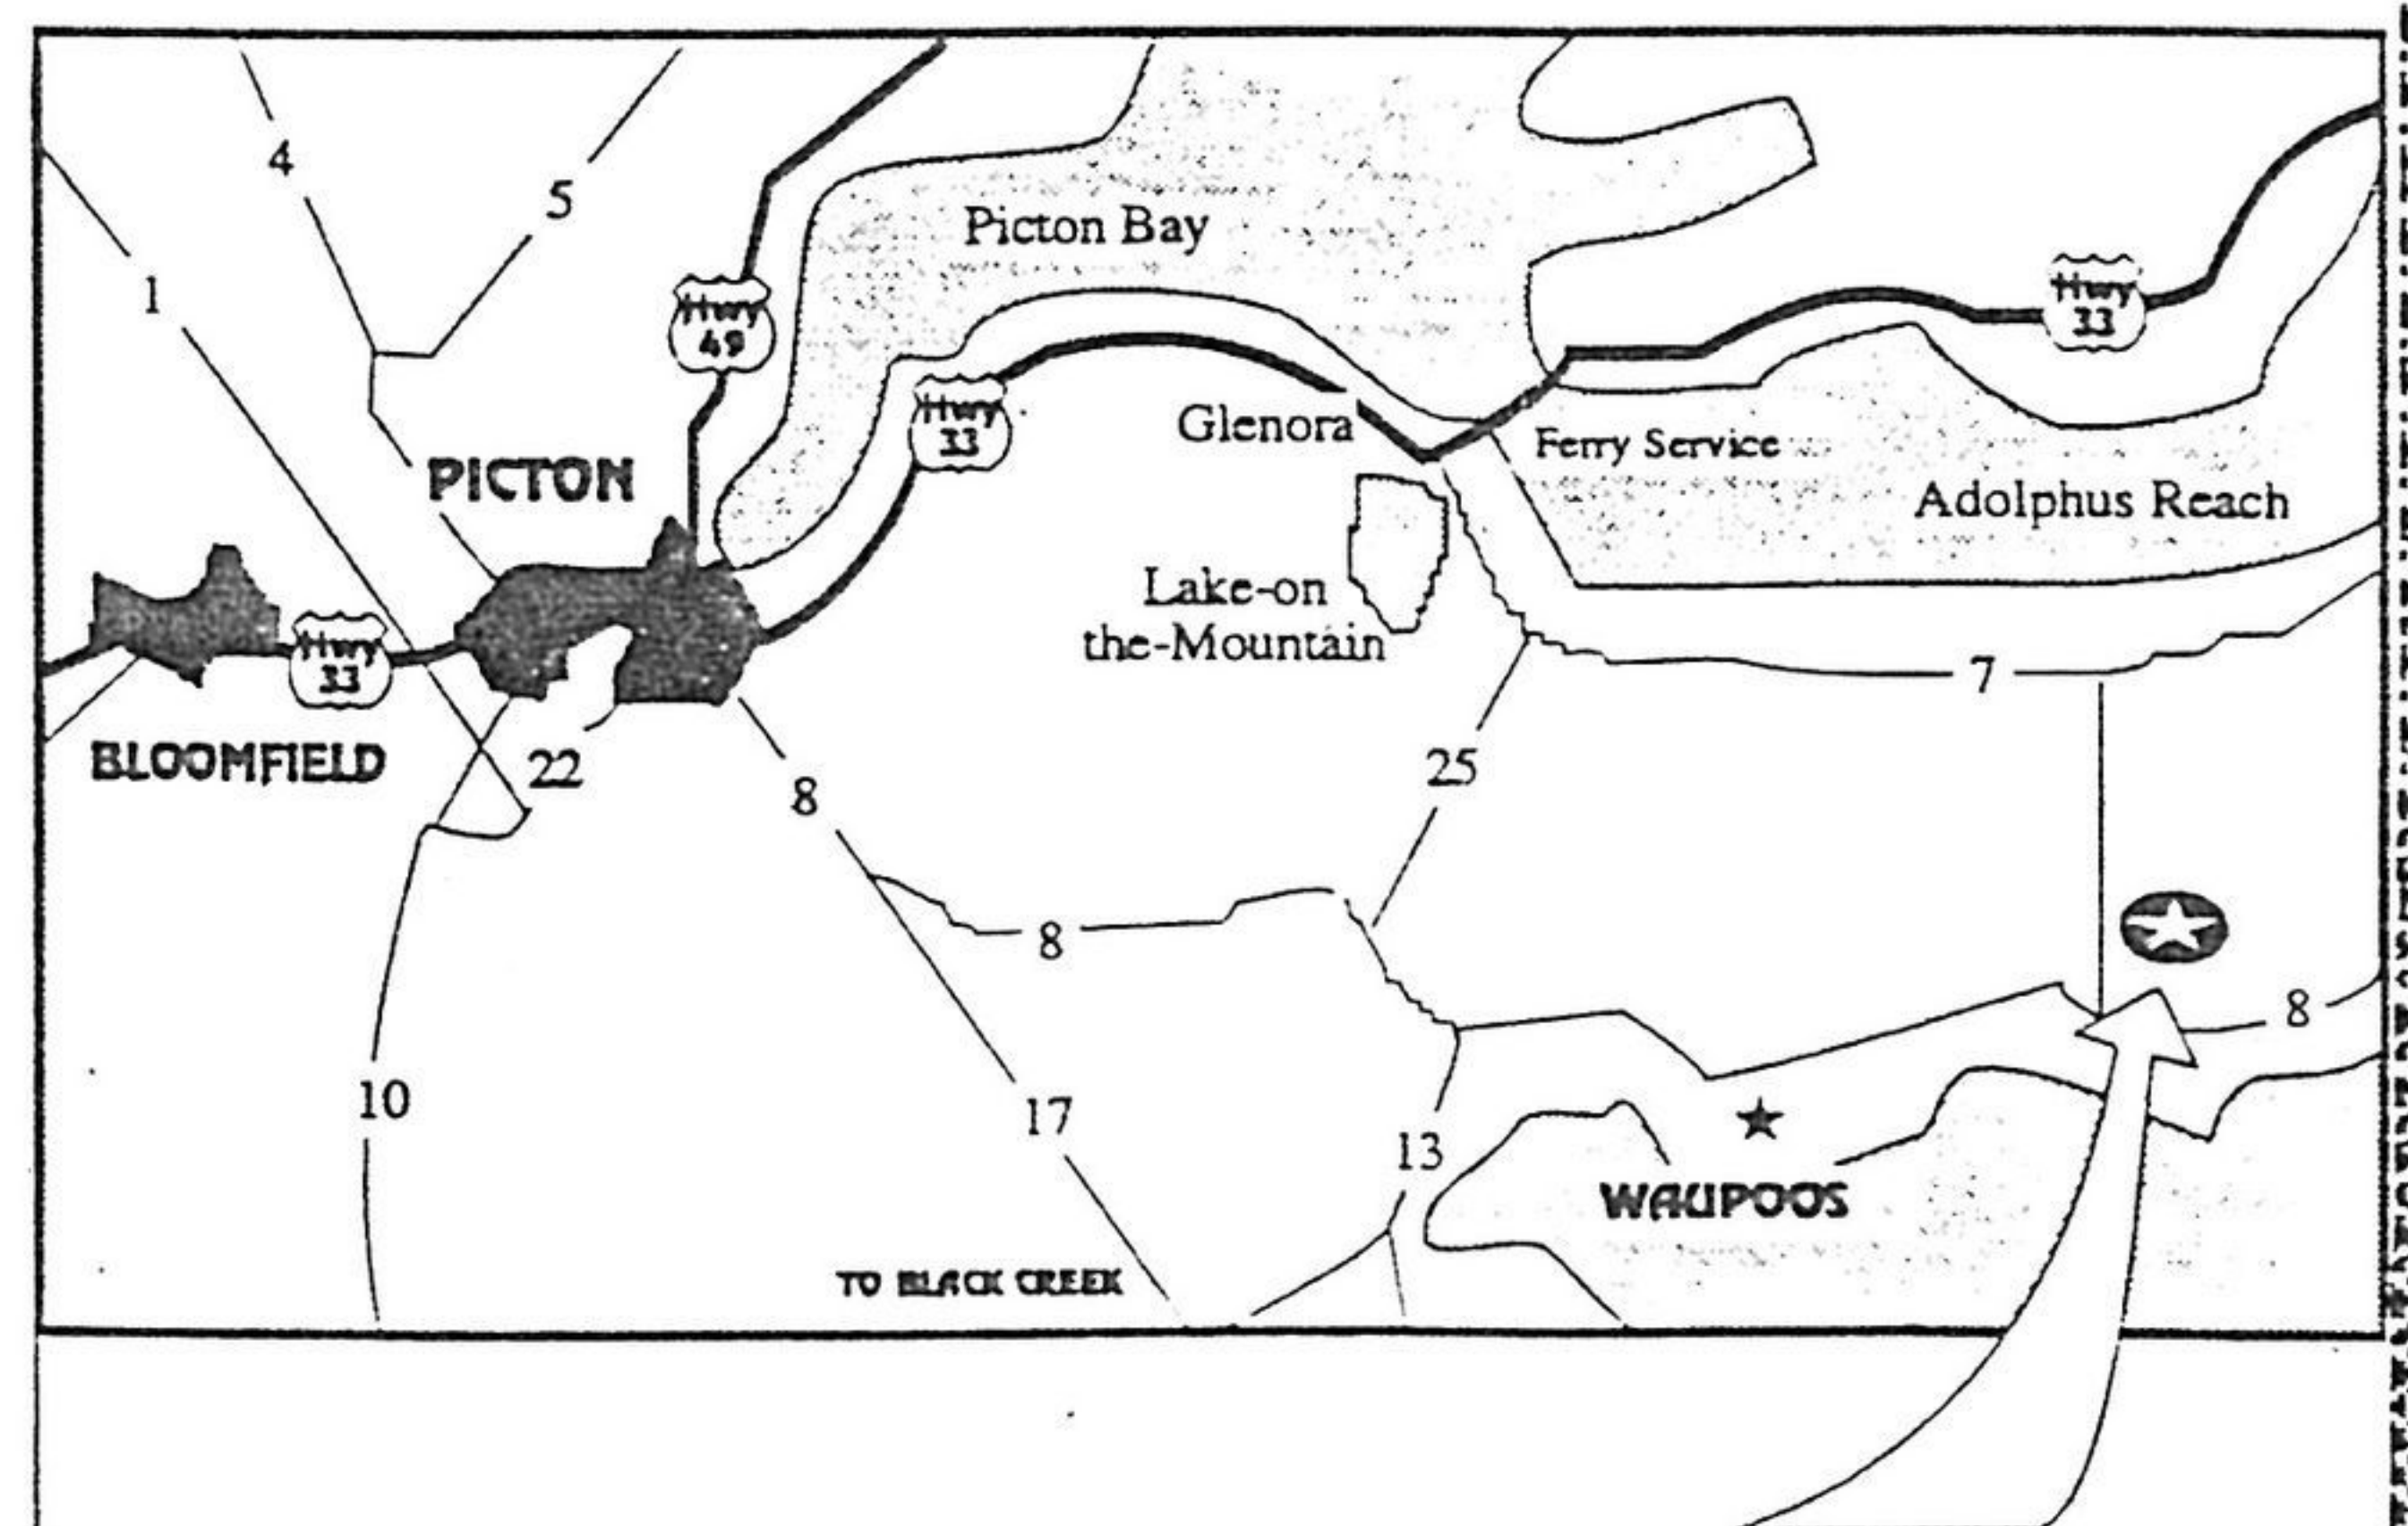 4
5
1
Picton Bay
Hwy
49
Hwy
33
Hwy
33
Glenora
Ferry Service
PICTON
Adolphus Reach
Lake-on
the-Mountain
Hwy
33
7
BLOOMFIELD
22
8
25
8
8
10
17
13
WAUPOOS
TO BLACK CREEK